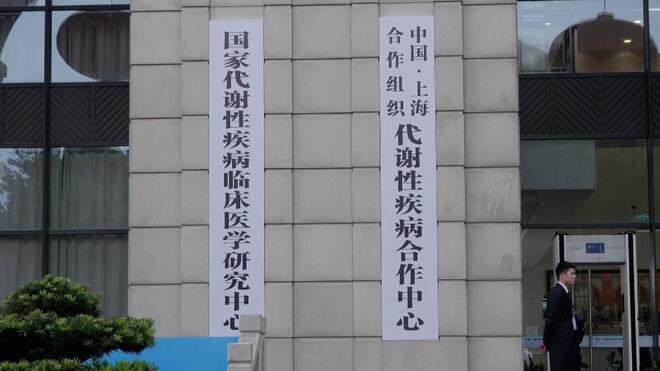 中国·上海
合作组织
代谢性疾病合作中心
国家代谢性疾病临床医学研究中心